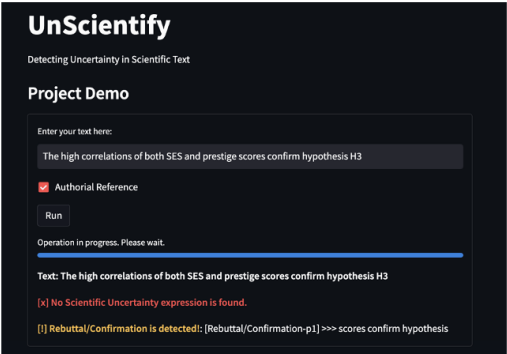 UnScientify
Detecting Uncertainty in Scientific Text
Project Demo
Enter your text here:
The high correlations of both SES and prestige scores confirm hypothesis H3
Authorial Reference
Run
Operation in progress. Please wait.
Text: The high correlations of both SES and prestige scores confirm hypothesis H3
[x] No Scientific Uncertainty expression is found.
[!] Rebuttal/Confirmation is detected!: [Rebuttal/Confirmation-p1] >>> scores confirm hypothesis